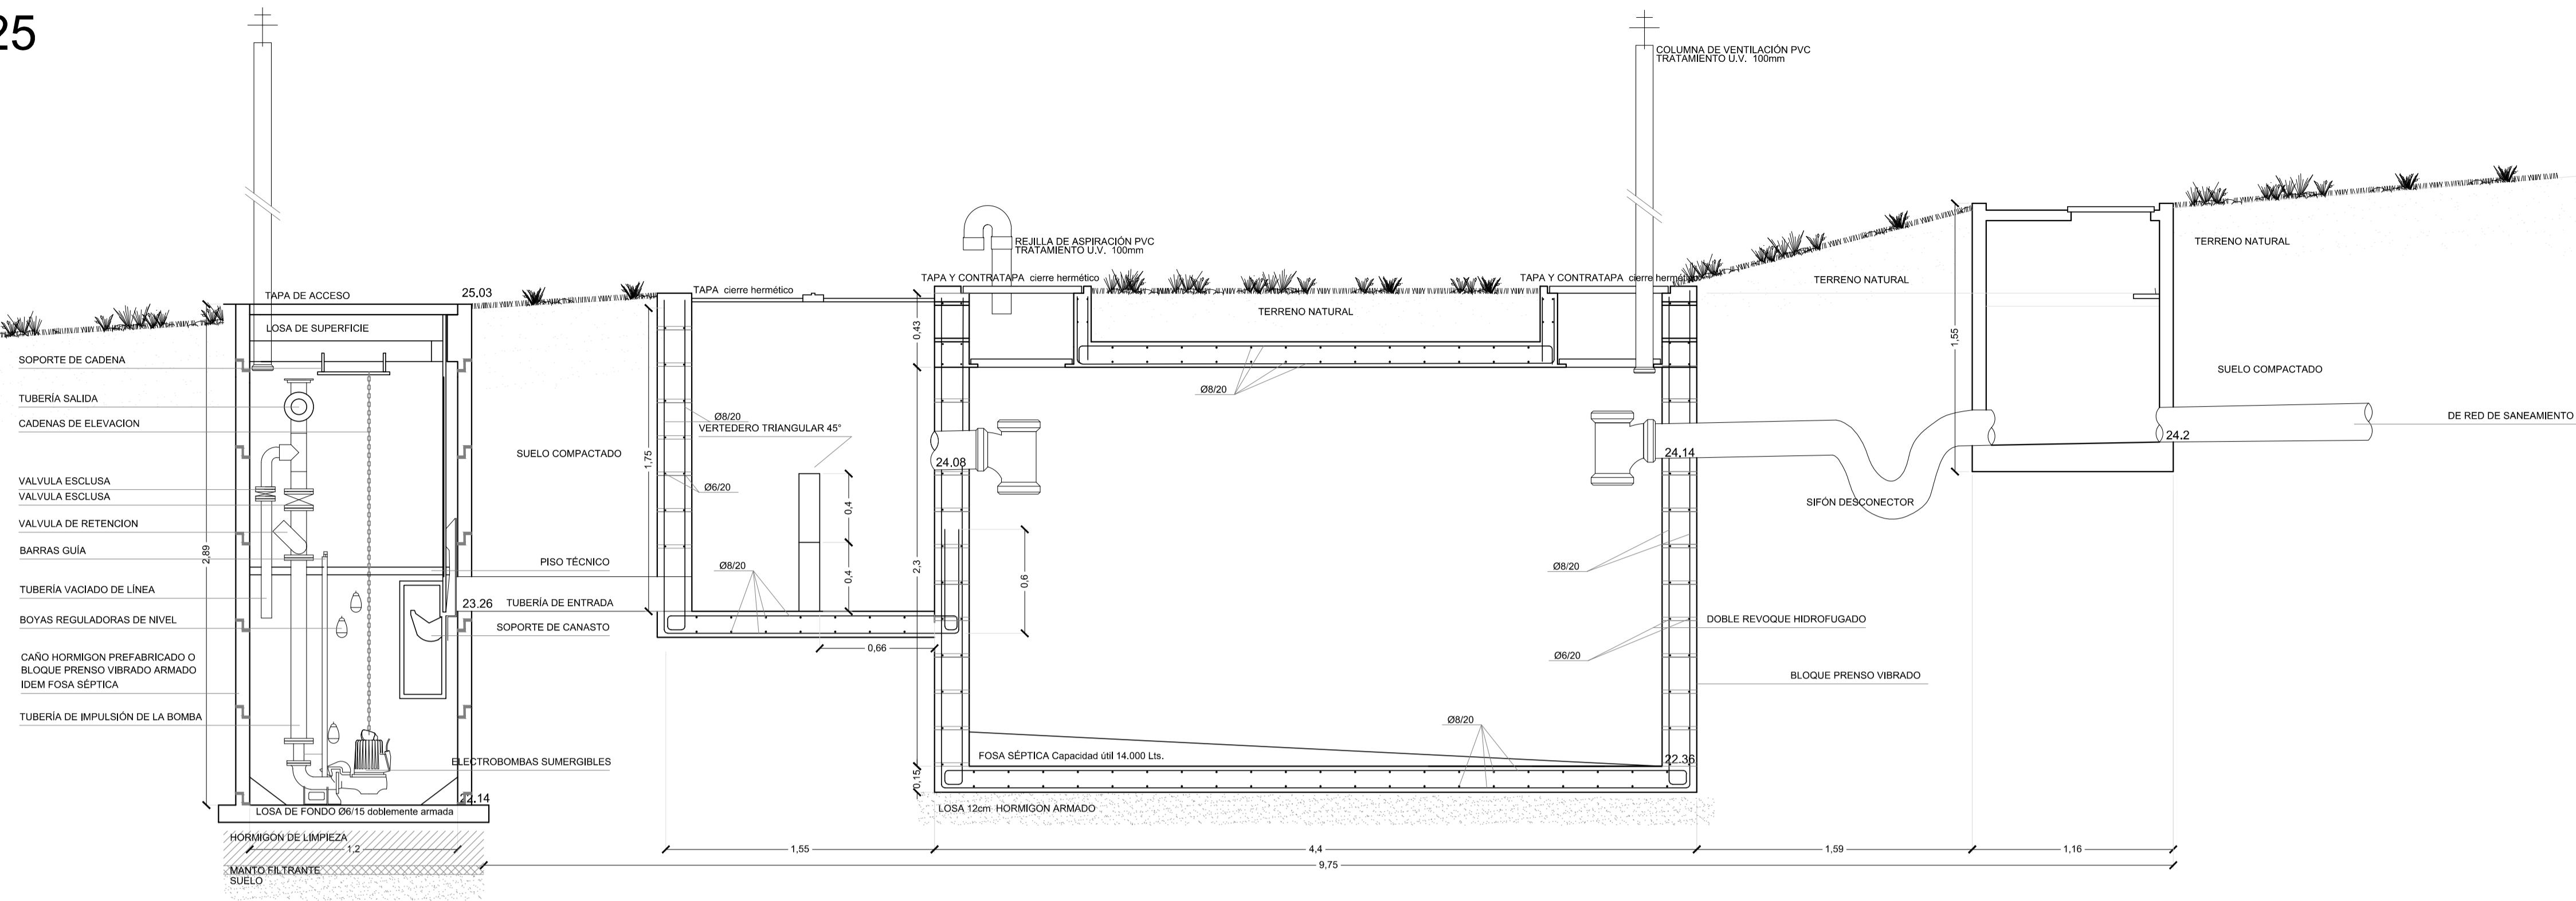 25
COLUMNA DE VENTILACIÓN PVC
TRATAMIENTO U.V. 100mm
REJILLA DE ASPIRACIÓN PVC
TRATAMIENTO U.V. 100mm
TERRENO NATURAL
TAPA Y CONTRATAPA cierre hermético
TAPA Y CONTRATAPA cierre hermético
TERRENO NATURAL
TAPA cierre hermético
TAPA DE ACCESO
25.03
TERRENO NATURAL
LOSA DE SUPERFICIE
0,43
1,55
SOPORTE DE CADENA
SUELO COMPACTADO
Ø8/20
TUBERÍA SALIDA
Ø8/20
DE RED DE SANEAMIENTO
CADENAS DE ELEVACION
VERTEDERO TRIANGULAR 45°
24.2
SUELO COMPACTADO
1,75
24.08
24,14
VALVULA ESCLUSA
Ø6/20
VALVULA ESCLUSA
0,4
SIFÓN DESCONECTOR
VALVULA DE RETENCION
2,89
BARRAS GUÍA
PISO TÉCNICO
Ø8/20
2,3
0,4
0,6
Ø8/20
TUBERÍA VACIADO DE LÍNEA
23.26
TUBERÍA DE ENTRADA
BOYAS REGULADORAS DE NIVEL
SOPORTE DE CANASTO
DOBLE REVOQUE HIDROFUGADO
0,66
Ø6/20
CAÑO HORMIGON PREFABRICADO O
BLOQUE PRENSO VIBRADO ARMADO
IDEM FOSA SÉPTICA
BLOQUE PRENSO VIBRADO
TUBERÍA DE IMPULSIÓN DE LA BOMBA
Ø8/20
FOSA SÉPTICA Capacidad útil 14.000 Lts.
22.36
ELECTROBOMBAS SUMERGIBLES
0,15
22.14
LOSA DE FONDO Ø6/15 doblemente armada
LOSA 12cm HORMIGON ARMADO
HORMIGON DE LIMPIEZA
1,2
1,55
4,4
1,59
1,16
9,75
MANTO FILTRANTE
SUELO